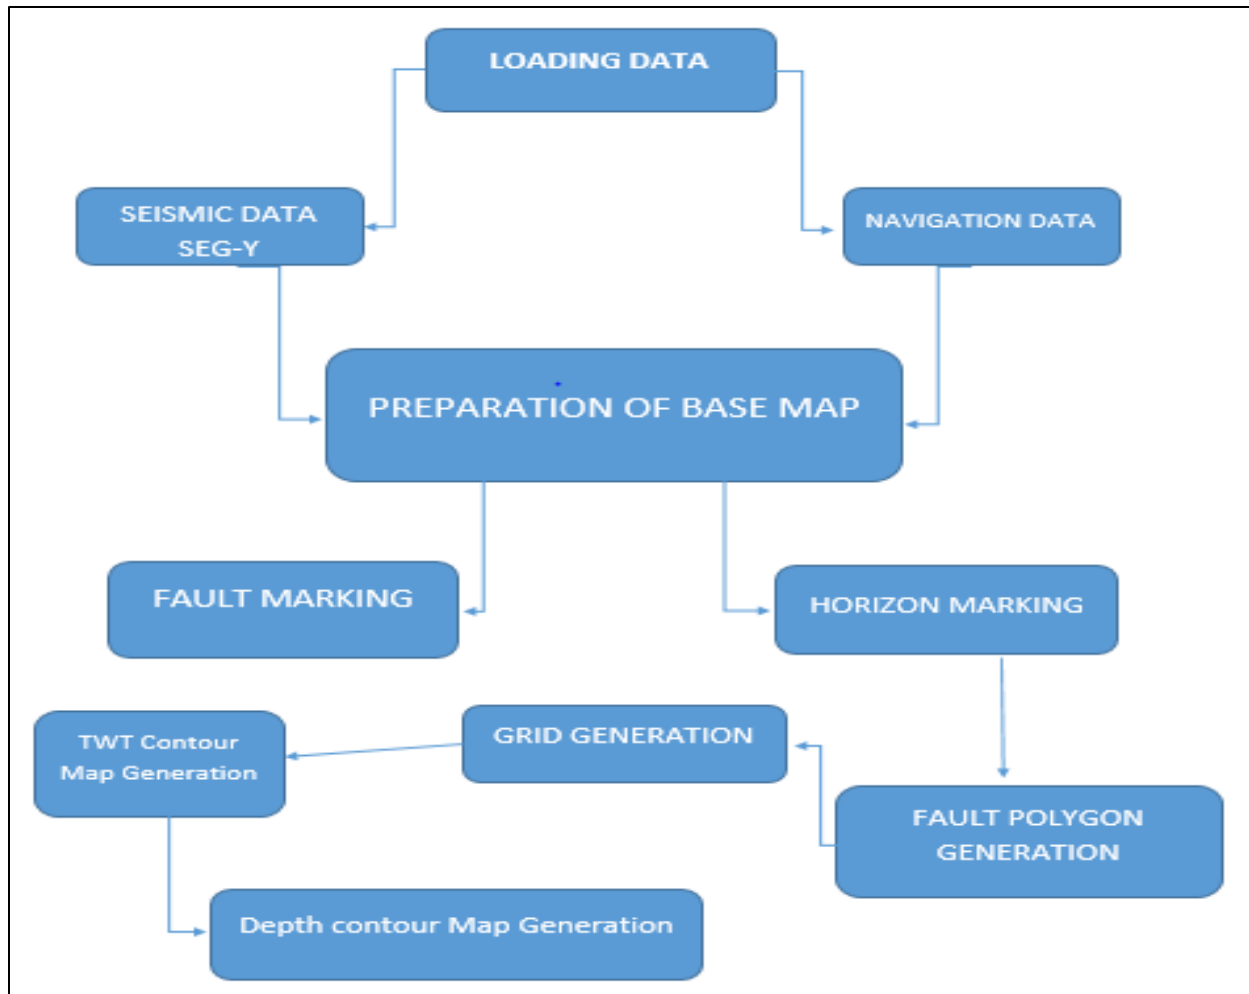 LOADING DATA
SEISMIC DATA
SEG-Y
NAVIGATION DATA
PREPARATION OF BASE MAP
FAULT MARKING
HORIZON MARKING
TWT Contour
Map Generation
GRID GENERATION
FAULT POLYGON
GENERATION
Depth contour Map Generation